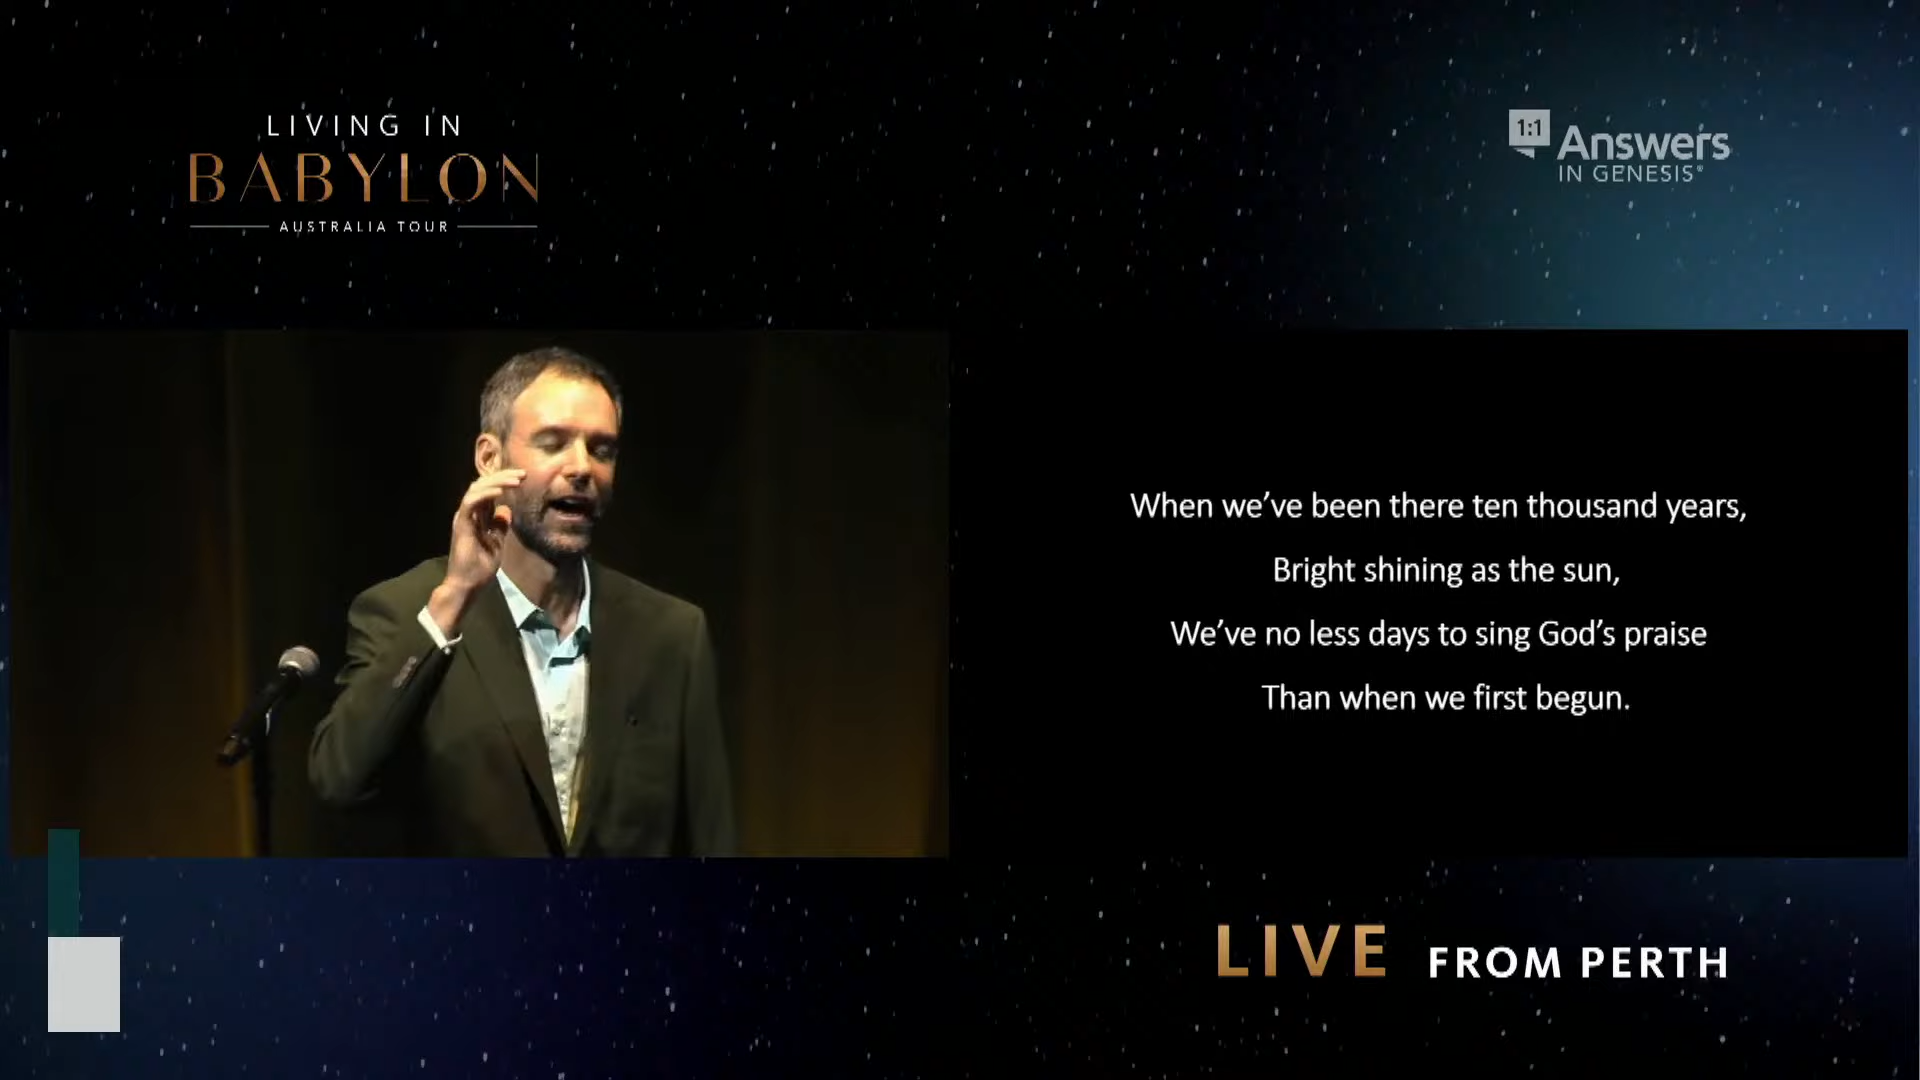 LIVING IN
BABYLON
AUSTRALIA TOUR
1:1
Answers
IN GENESIS®
When we’ve been there ten thousand years,
Bright shining as the sun,
We’ve no less days to sing God’s praise
Than when we first begun.
LIVE FROM PERTH